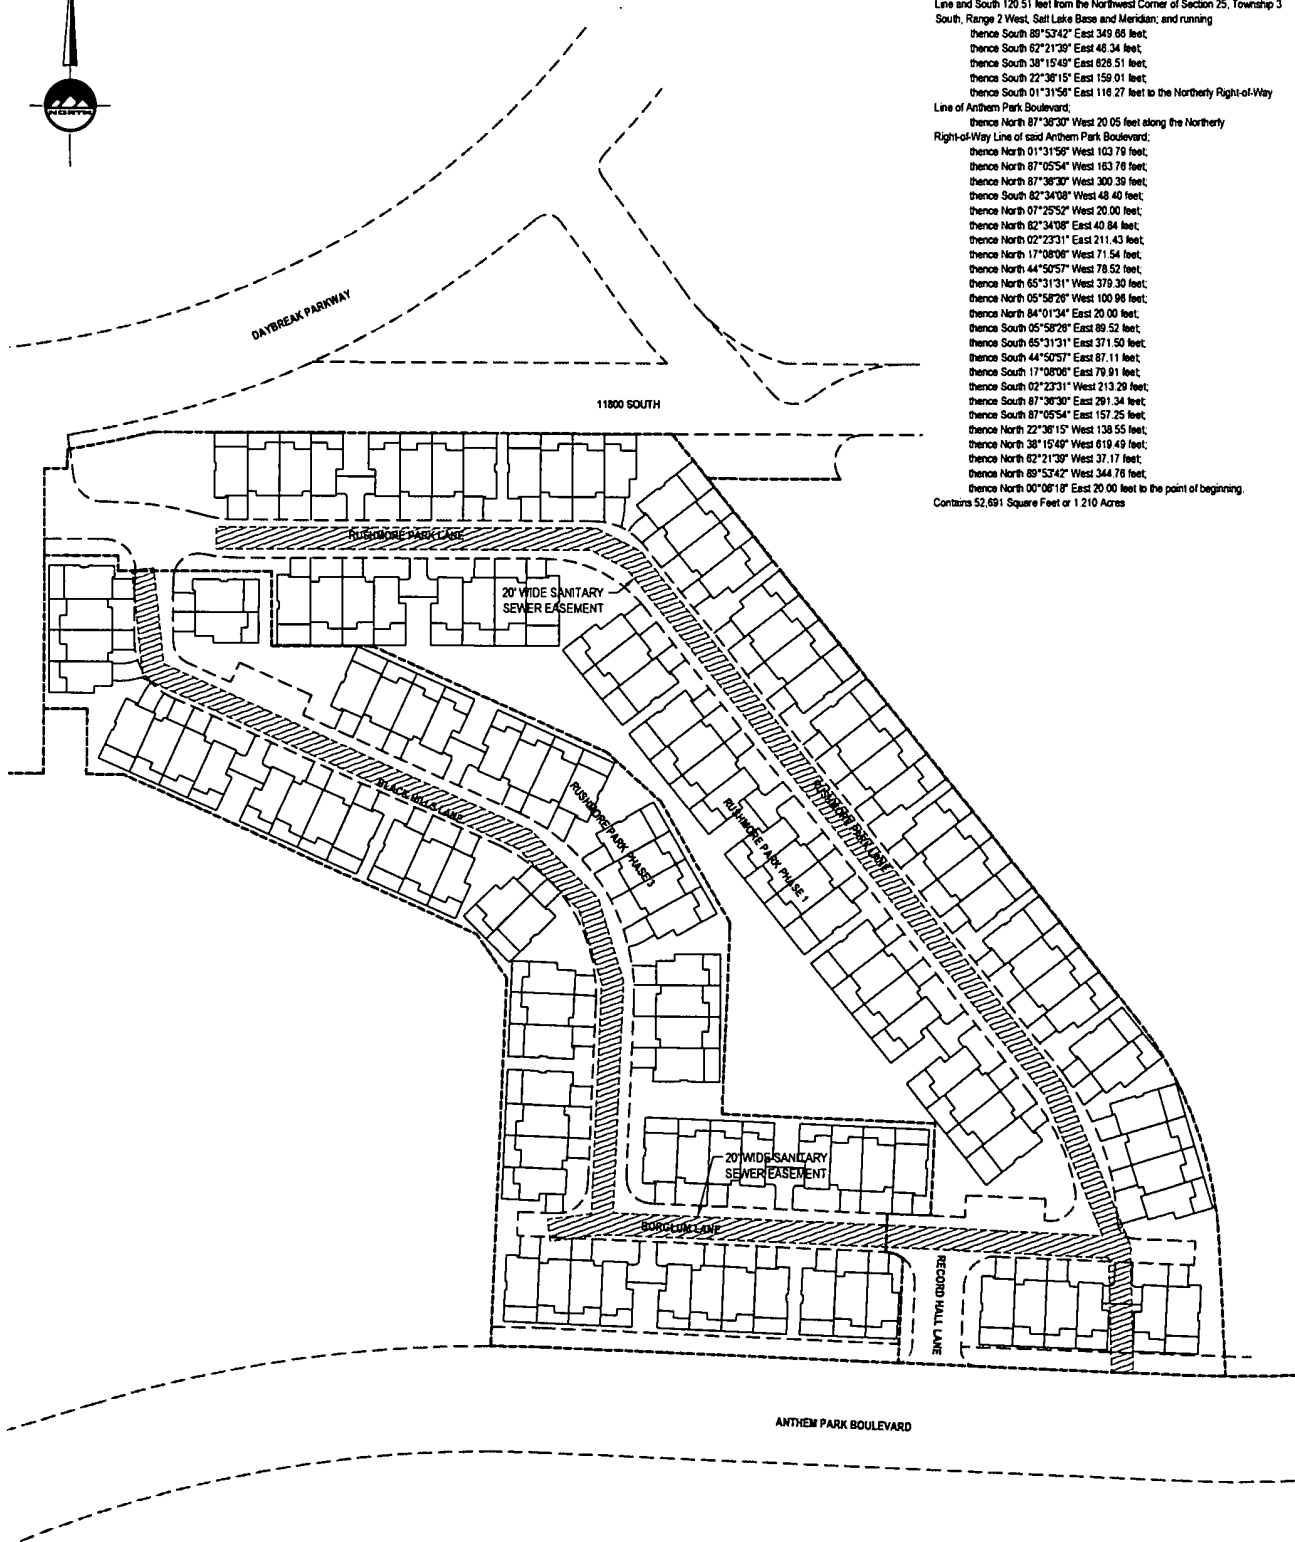 Line and South 120.51 feet from the Northwest Corner of Section 25, Township 3
South, Range 2 West, Salt Lake Base and Meridian; and running
thence South 89°53'42" East 349.66 feet;
thence South 62°21'39" East 46.34 feet;
thence South 38°15'49" East 626.51 feet;
thence South 22°36'15" East 159.01 feet;
thence South 01°31'56" East 116.27 feet to the Northerly Right-of-Way
Line of Anthem Park Boulevard;
thence North 87°36'30" West 20.05 feet along the Northerly
Right-of-Way Line of said Anthem Park Boulevard;
thence North 01°31'56" West 103.79 feet;
thence North 87°05'54" West 163.76 feet;
thence North 87°36'30" West 300.39 feet;
thence South 82°34'08" West 48.40 feet;
thence North 07°25'52" West 20.00 feet;
thence North 82°34'08" East 40.84 feet;
thence North 02°23'31" East 211.43 feet;
thence North 17°08'06" West 71.54 feet;
thence North 44°50'57" West 78.52 feet;
thence North 65°31'31" West 379.30 feet;
thence North 05°58'26" West 100.96 feet;
thence North 84°01'34" East 20.00 feet;
thence South 05°58'26" East 89.52 feet;
thence South 65°31'31" East 371.50 feet;
thence South 44°50'57" East 87.11 feet;
thence South 17°08'06" East 79.91 feet;
thence South 02°23'31" West 213.29 feet;
thence South 87°36'30" East 291.34 feet;
thence South 87°05'54" East 157.25 feet;
thence North 22°36'15" West 138.55 feet;
thence North 38°15'49" West 619.49 feet;
thence North 62°21'39" West 37.17 feet;
thence North 89°53'42" West 344.76 feet;
thence North 00°06'18" East 20.00 feet to the point of beginning.
Contains 52,691 Square Feet or 1.210 Acres
NORTH
DAYBREAK PARKWAY
11800 SOUTH
RUSHMORE PARK LANE
20' WIDE SANITARY
SEWER EASEMENT
BLACK HILLS LANE
RUSHMORE PARK PHASE 3
RUSHMORE PARK PHASE 1
RUSHMORE PARK LANE
20' WIDE SANITARY
SEWER EASEMENT
BORGLUM LANE
RECORD HALL LANE
ANTHEM PARK BOULEVARD